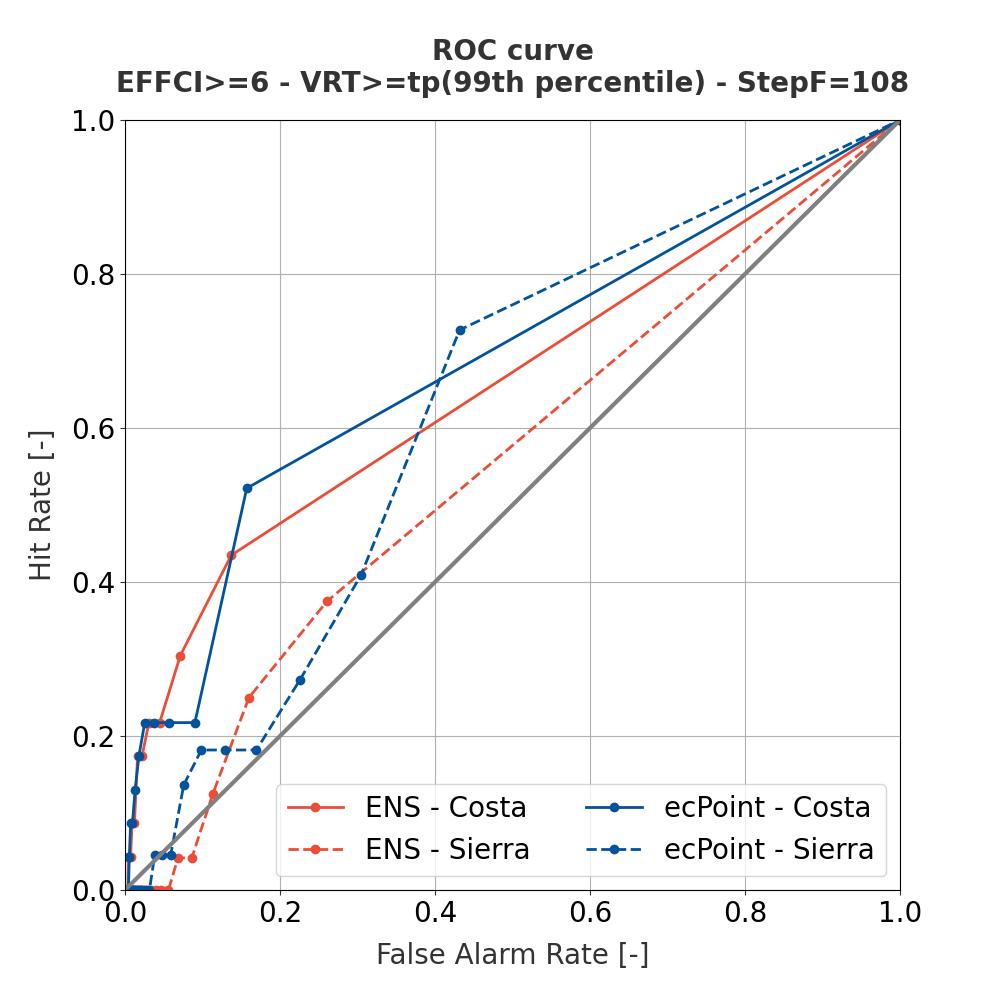 ROC curve
EFFCI>=6 - VRT>=tp(99th percentile) - StepF=108
1.0
0.8
0.6
0.4
0.2
0.0
Hit Rate [-]
ENS - Costa
ENS - Sierra
ecPoint - Costa
ecPoint - Sierra
0.0 0.2 0.4 0.6 0.8 1.0
False Alarm Rate [-]